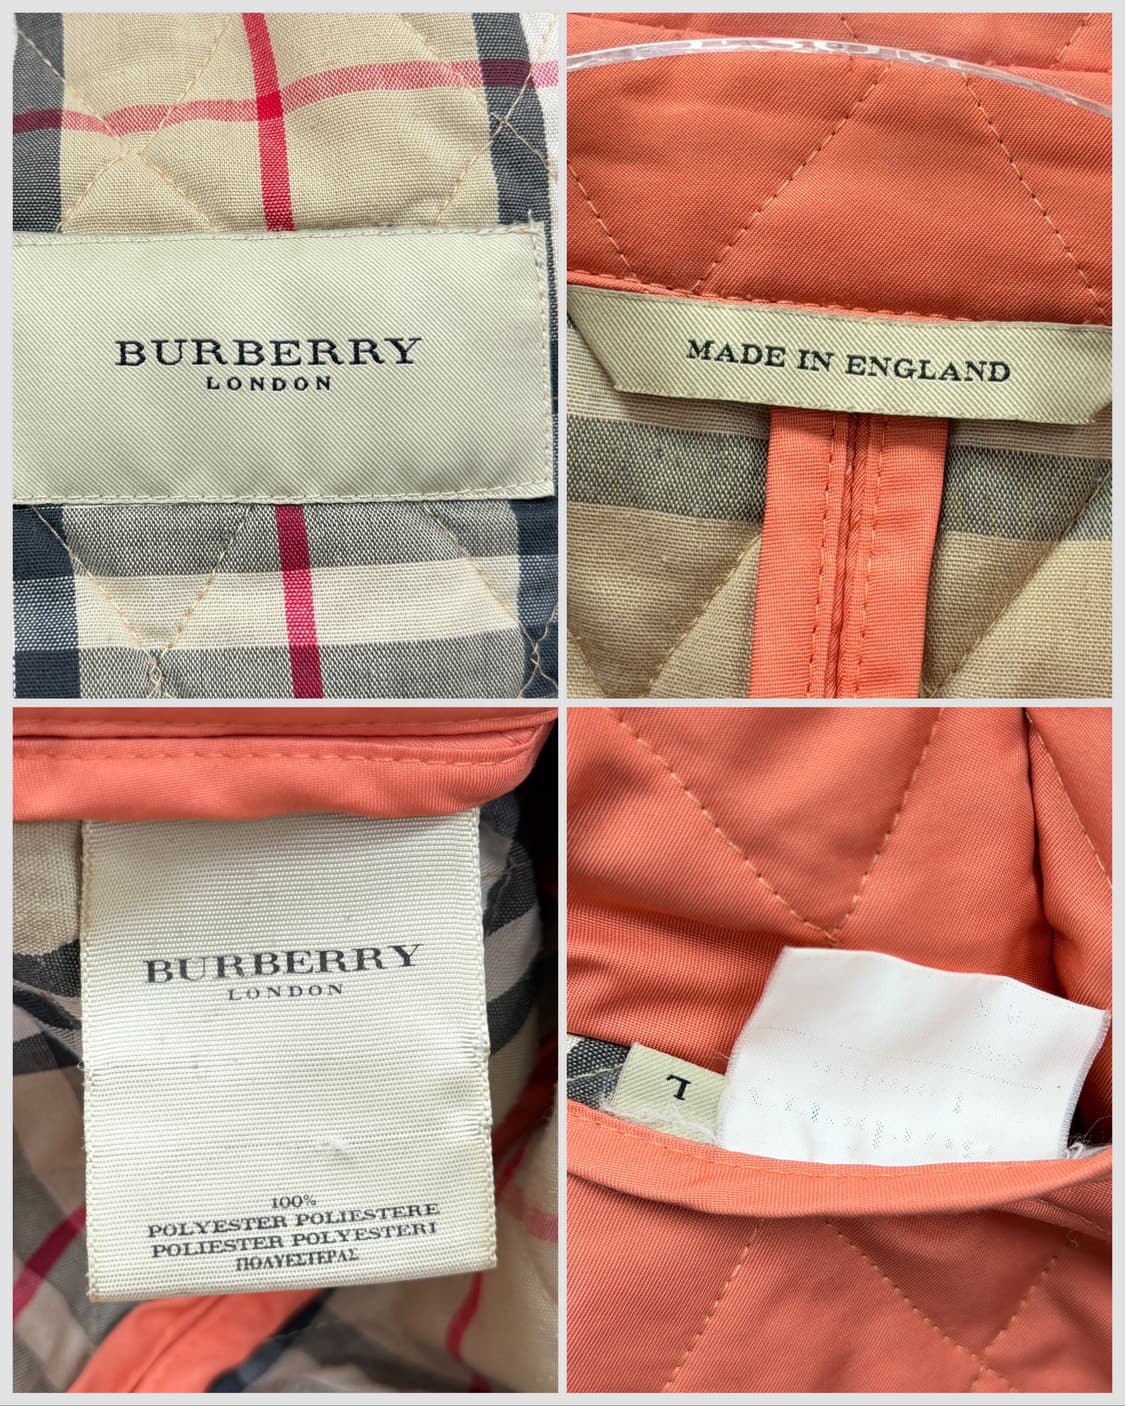 BURBERRY
LONDON
MADE IN ENGLAND
BURBERRY
LONDON
100%
POLYESTER POLIESTERE
POLIESTER POLYESTERI
ΠΟΛΥΕΣΤΕΡΑΣ
L